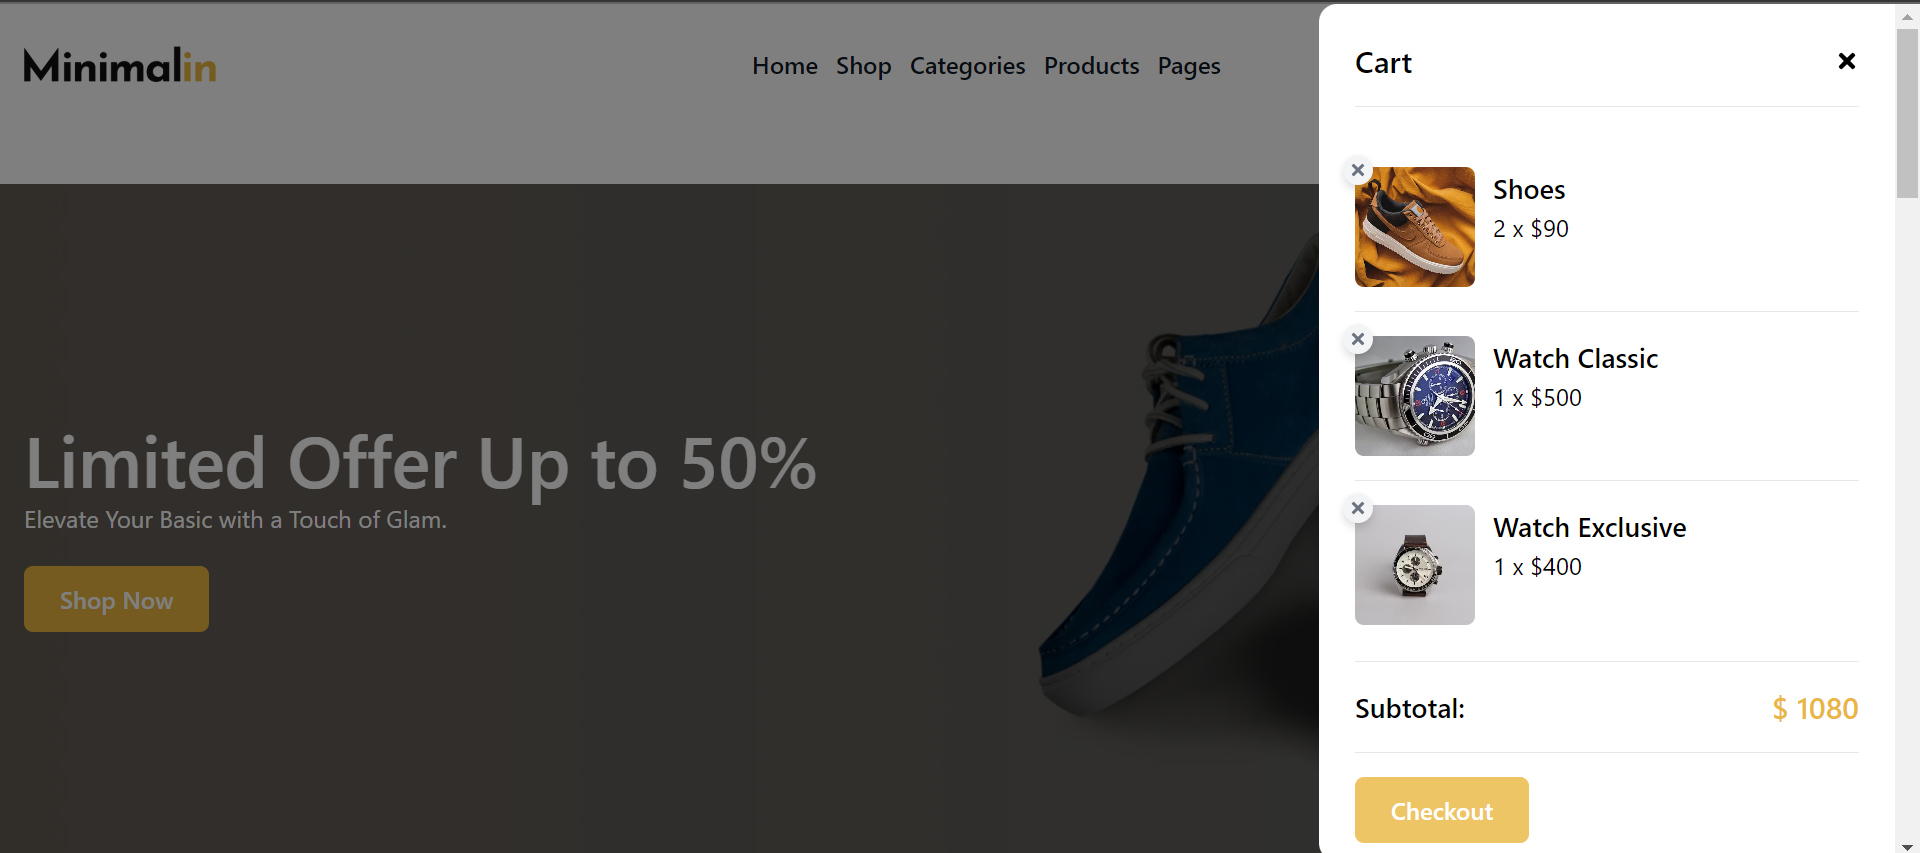 Minimalin
Home Shop Categories Products Pages
Limited Offer Up to 50%
Elevate Your Basic with a Touch of Glam.
Shop Now
Cart
Shoes
2 x $90
Watch Classic
1 x $500
Watch Exclusive
1 x $400
Subtotal: $ 1080
Checkout